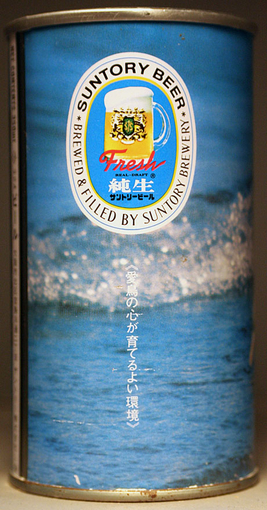 SUNTORY BEER
• BREWED & FILLED BY SUNTORY BREWERY •
Fresh
REAL-DRAFT ®
純生
サントリービール
《愛鳥の心が育てるよい環境》